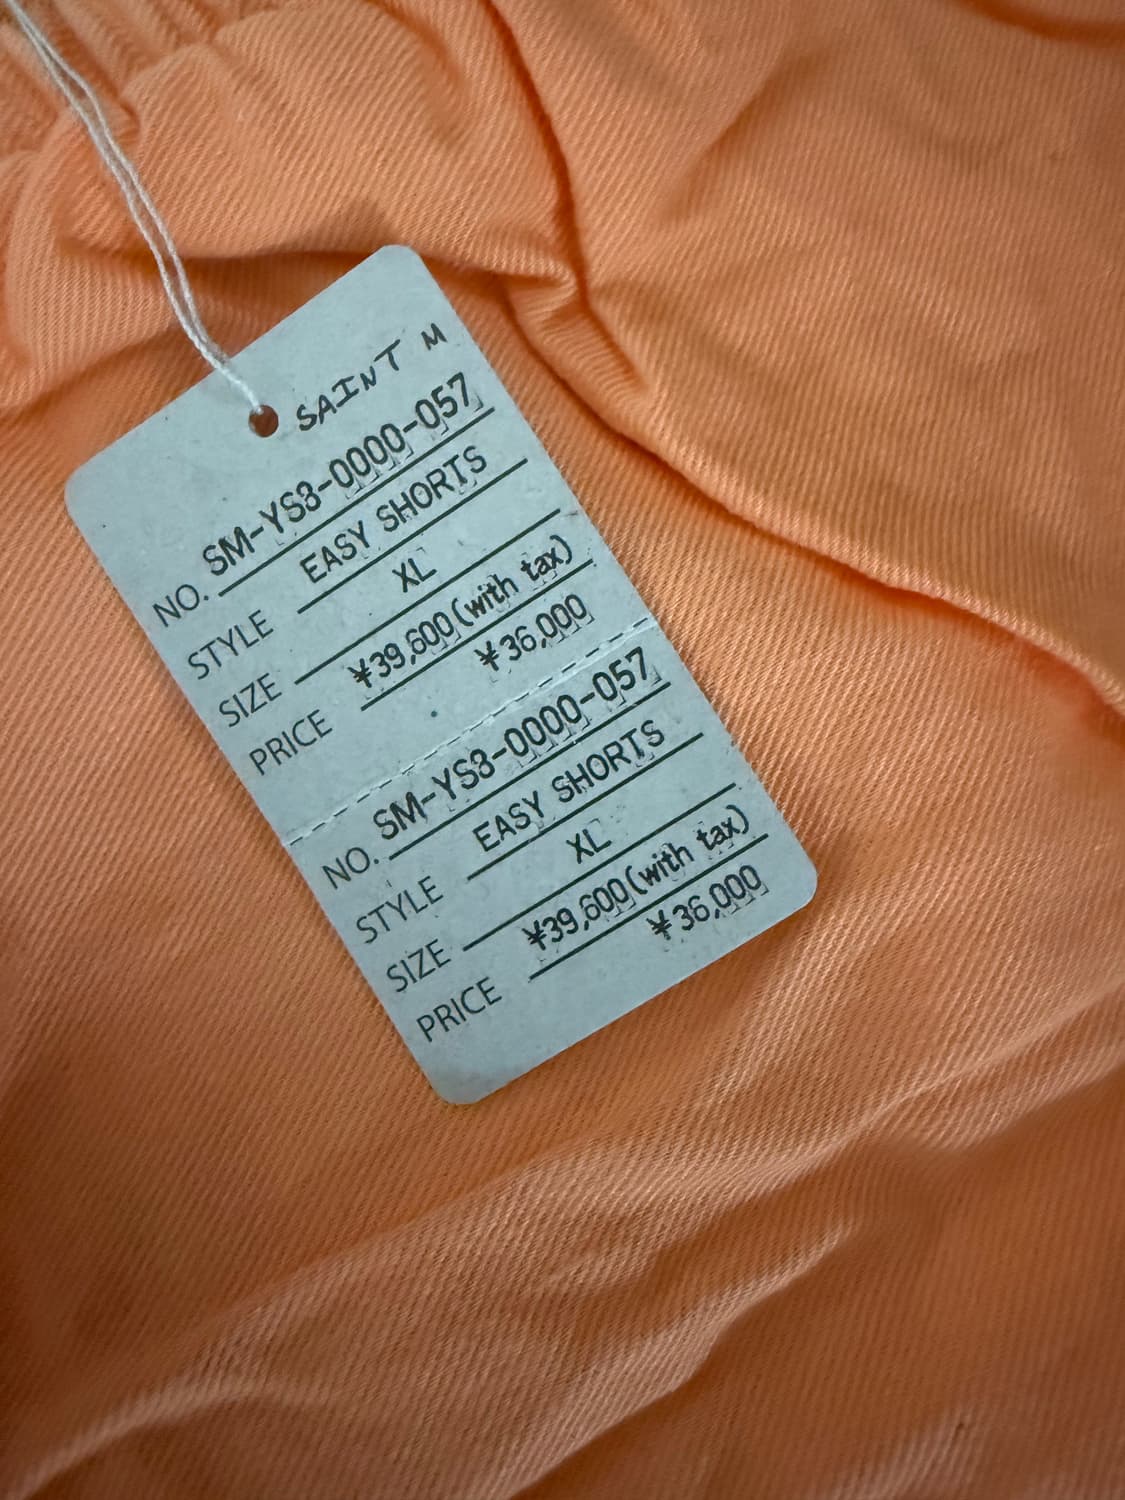 SAINT M
NO. SM-YS8-0000-057
STYLE EASY SHORTS
SIZE XL
PRICE ¥39,600(with tax)
¥36,000
NO. SM-YS8-0000-057
STYLE EASY SHORTS
SIZE XL
PRICE ¥39,600(with tax)
¥36,000